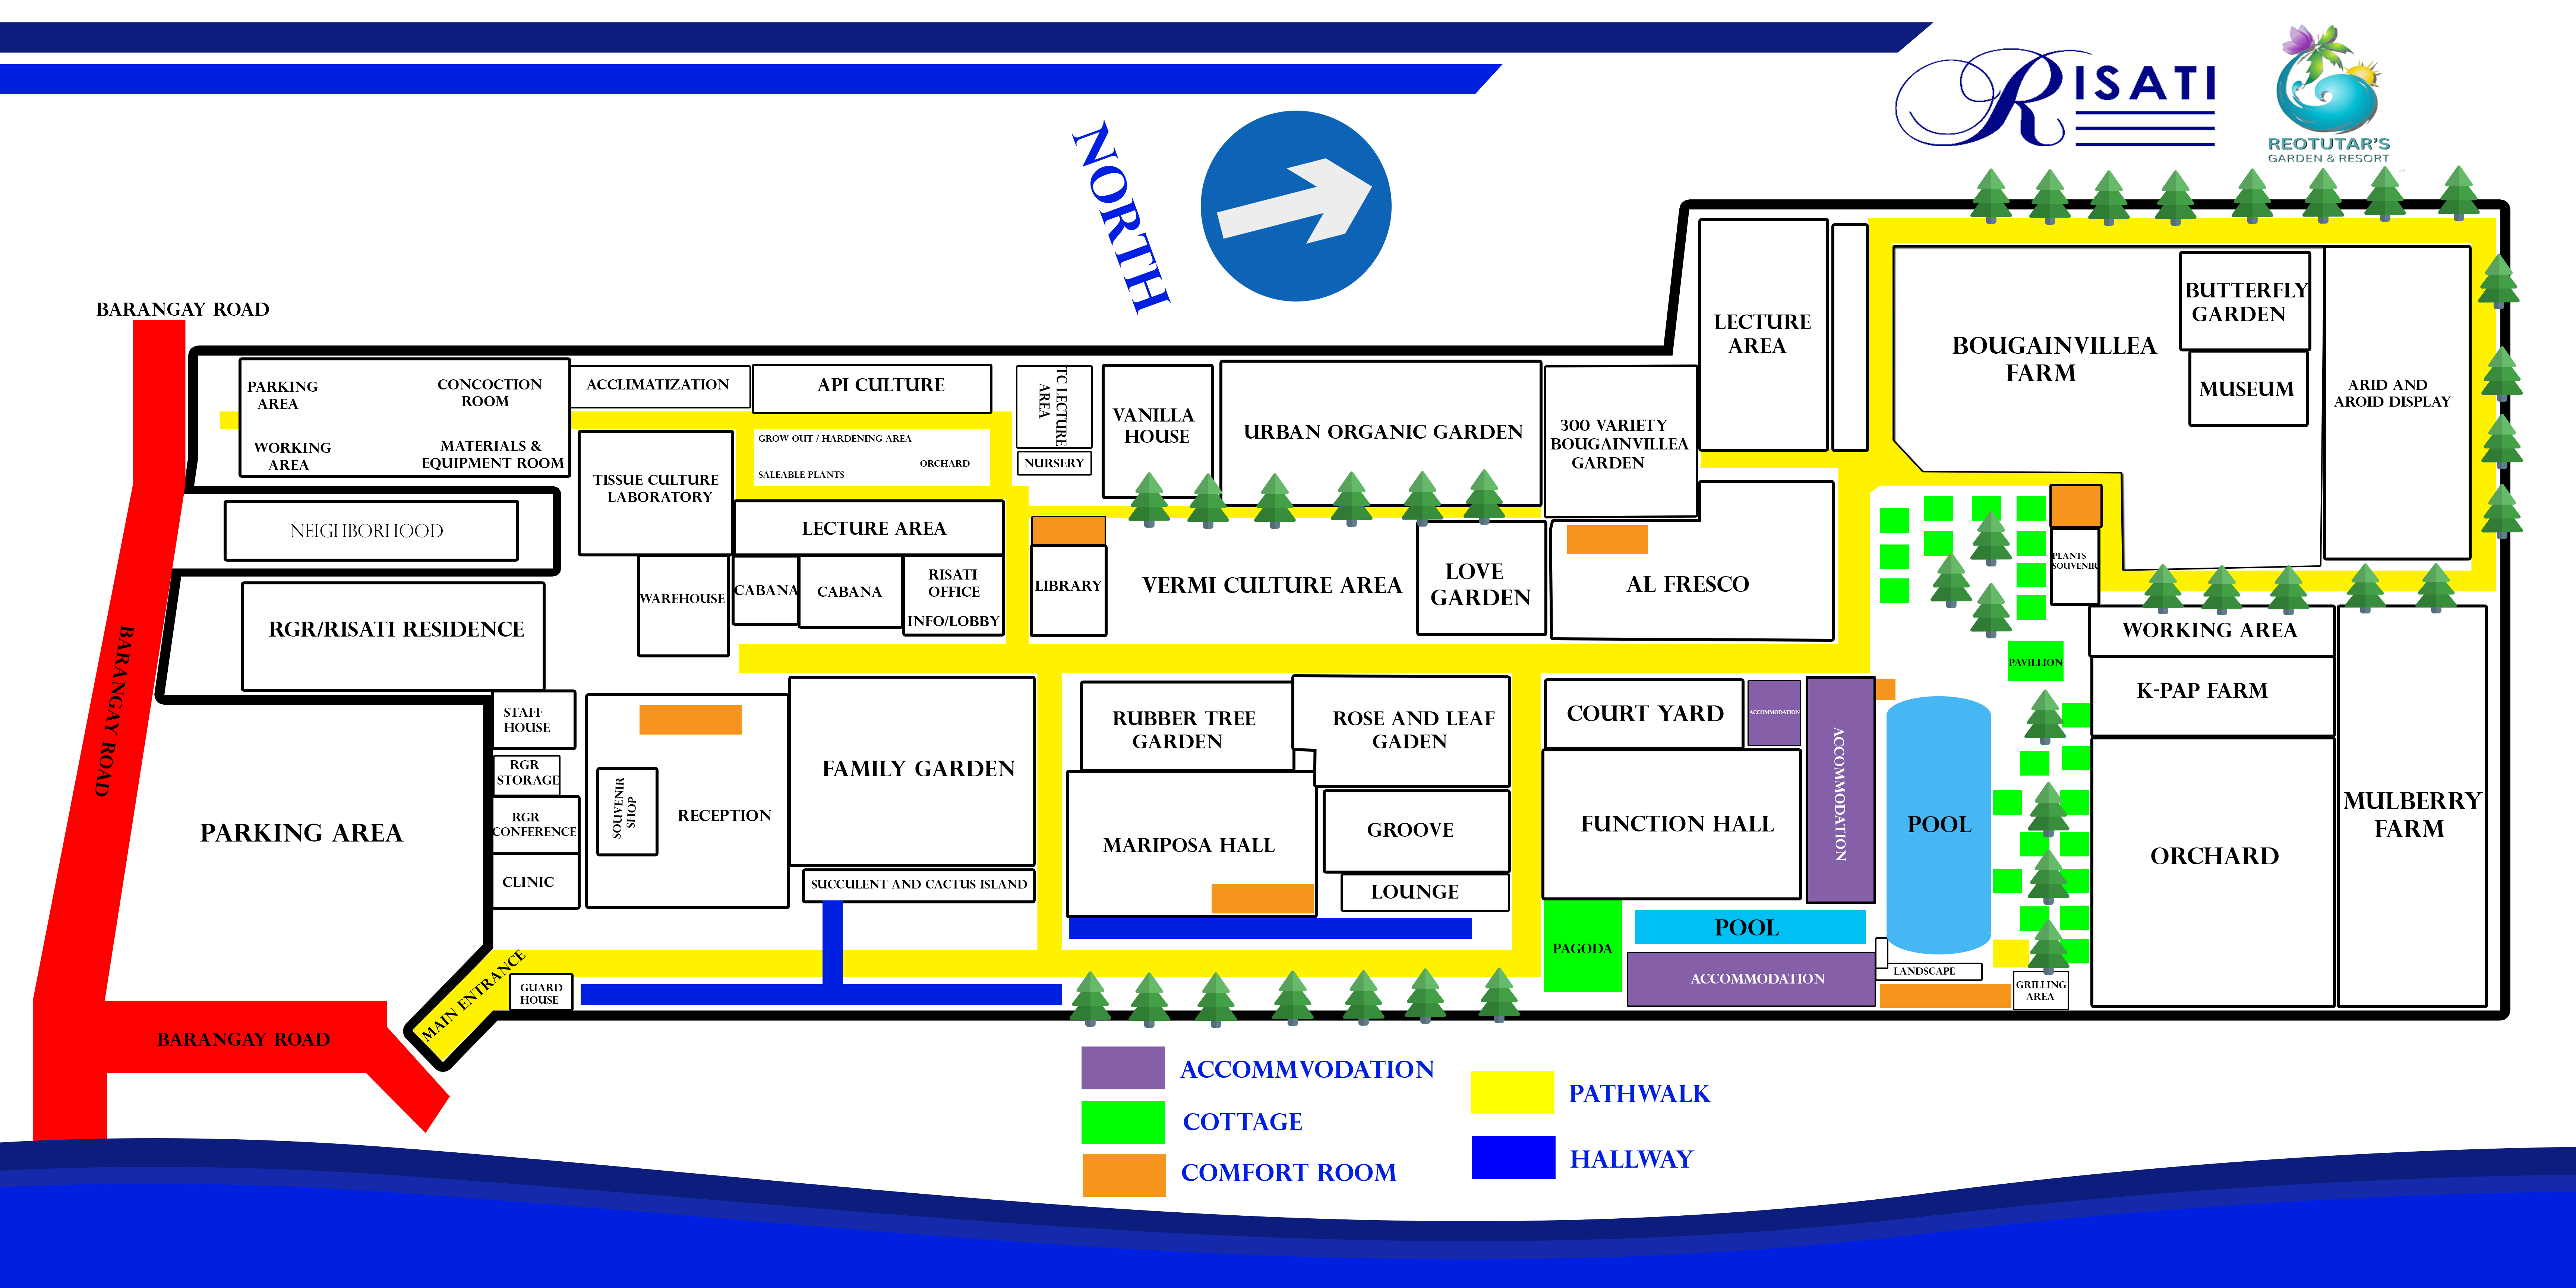 RISATI
REOTUTAR'S
GARDEN & RESORT
NORTH
BARANGAY ROAD
PARKING
AREA
CONCOCTION
ROOM
WORKING
AREA
MATERIALS &
EQUIPMENT ROOM
ACCLIMATIZATION
API CULTURE
GROW OUT / HARDENING AREA
ORCHARD
SALEABLE PLANTS
TC LECTURE
AREA
NURSERY
VANILLA
HOUSE
URBAN ORGANIC GARDEN
300 VARIETY
BOUGAINVILLEA
GARDEN
LECTURE
AREA
BOUGAINVILLEA
FARM
BUTTERFLY
GARDEN
MUSEUM
ARID AND
AROID DISPLAY
NEIGHBORHOOD
TISSUE CULTURE
LABORATORY
LECTURE AREA
WAREHOUSE
CABANA
CABANA
RISATI
OFFICE
INFO/LOBBY
LIBRARY
VERMI CULTURE AREA
LOVE
GARDEN
AL FRESCO
PLANTS
SOUVENIR
PAVILLION
WORKING AREA
K-PAP FARM
ORCHARD
MULBERRY
FARM
RGR/RISATI RESIDENCE
BARANGAY ROAD
PARKING AREA
STAFF
HOUSE
RGR
STORAGE
RGR
CONFERENCE
CLINIC
SOUVENIR
SHOP
RECEPTION
FAMILY GARDEN
SUCCULENT AND CACTUS ISLAND
RUBBER TREE
GARDEN
ROSE AND LEAF
GADEN
MARIPOSA HALL
GROOVE
LOUNGE
COURT YARD
ACCOMMODATION
ACCOMMODATION
FUNCTION HALL
POOL
PAGODA
POOL
ACCOMMODATION
LANDSCAPE
GRILLING
AREA
MAIN ENTRANCE
GUARD
HOUSE
BARANGAY ROAD
ACCOMMVODATION
COTTAGE
COMFORT ROOM
PATHWALK
HALLWAY